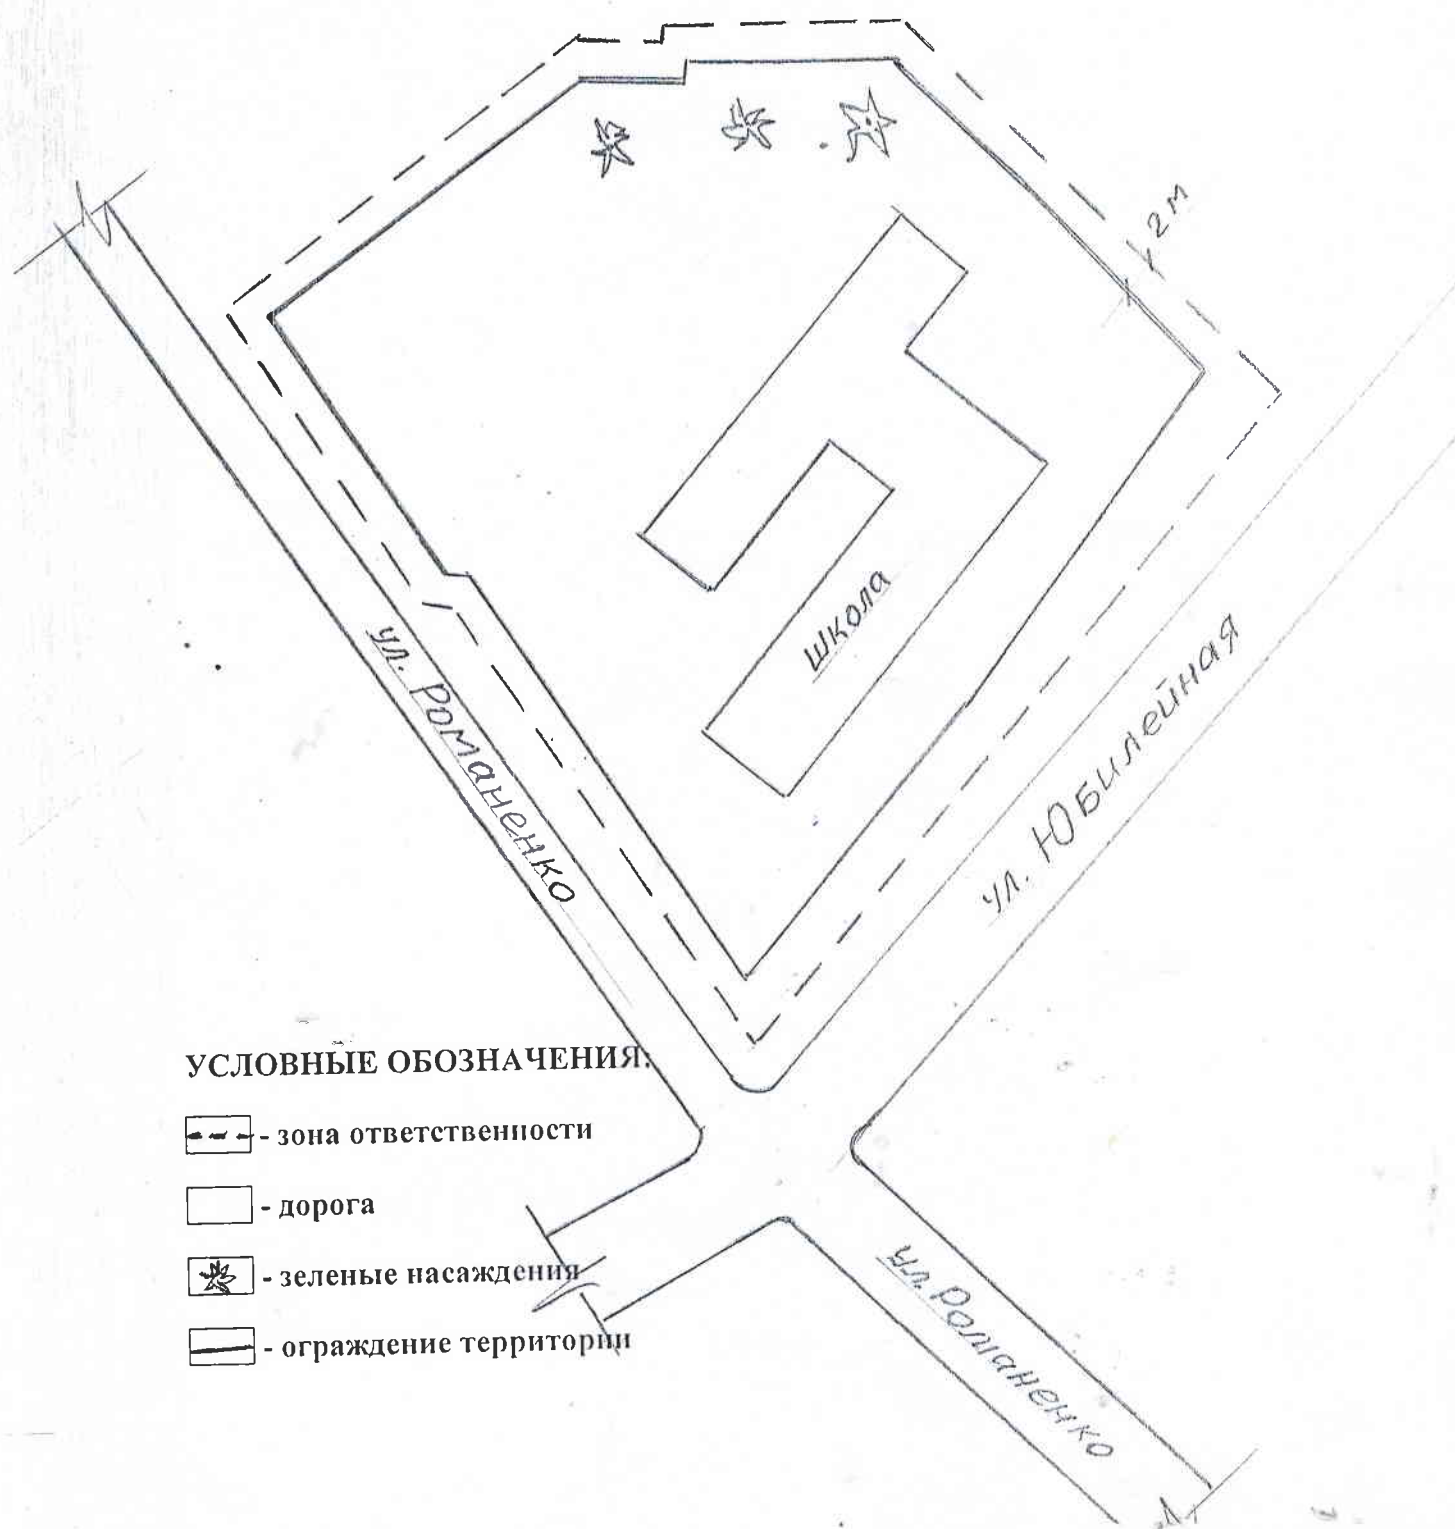 2м
школа
ул. Романенко
ул. Юбилейная
УСЛОВНЫЕ ОБОЗНАЧЕНИЯ:
- зона ответственности
- дорога
- зеленые насаждения
- ограждение территории
ул. Романенко